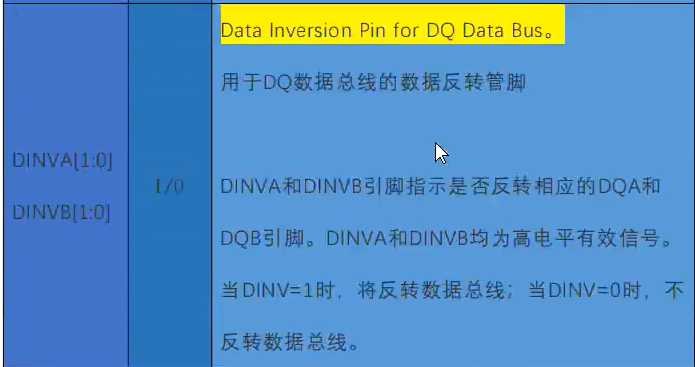 Data Inversion Pin for DQ Data Bus。
用于DQ数据总线的数据反转管脚
DINVA[1:0]
DINVB[1:0]
1/0
DINVA和DINVB引脚指示是否反转相应的DQA和
DQB引脚。DINVA和DINVB均为高电平有效信号。
当DINV=1时，将反转数据总线；当DINV=0时，不
反转数据总线。